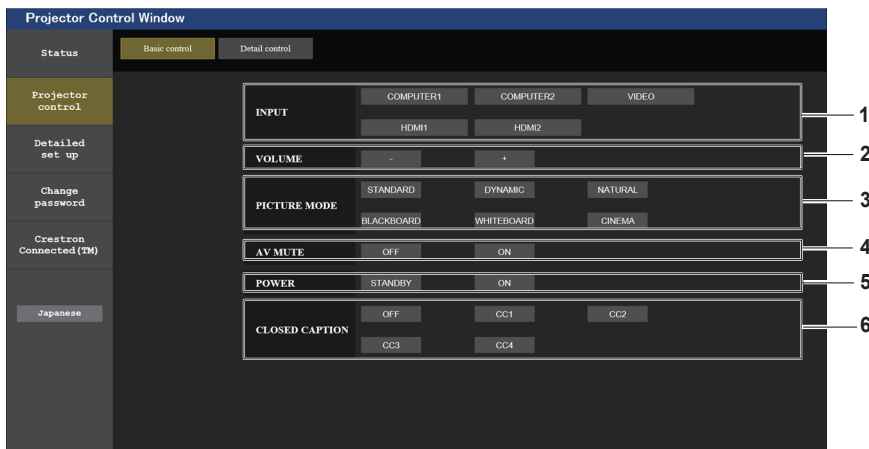 Projector Control Window
Status
Basic control
Detail control
Projector
control
Detailed
set up
Change
password
Crestron
Connected(TM)
Japanese
INPUT
COMPUTER1
COMPUTER2
VIDEO
HDMI1
HDMI2
1
VOLUME
-
+
2
PICTURE MODE
STANDARD
DYNAMIC
NATURAL
BLACKBOARD
WHITEBOARD
CINEMA
3
AV MUTE
OFF
ON
4
POWER
STANDBY
ON
5
CLOSED CAPTION
OFF
CC1
CC2
CC3
CC4
6